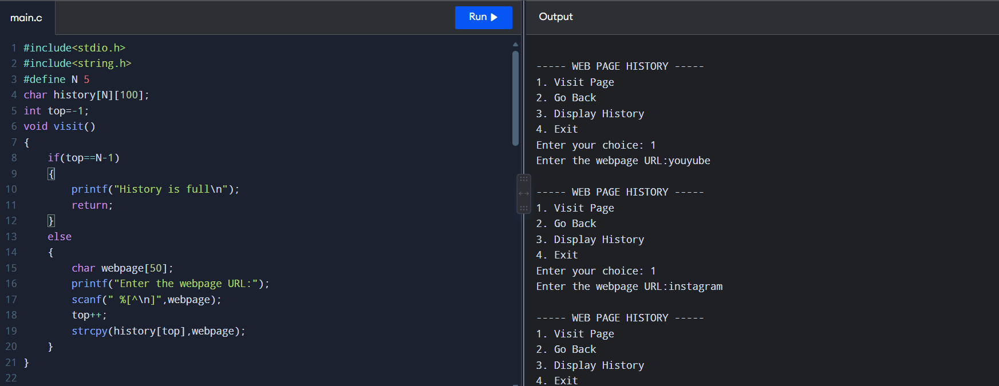 main.c
Run
1 #include<stdio.h>
2 #include<string.h>
3 #define N 5
4 char history[N][100];
5 int top=-1;
6 void visit()
7 {
8     if(top==N-1)
9     {
10         printf("History is full\n");
11         return;
12     }
13     else
14     {
15         char webpage[50];
16         printf("Enter the webpage URL:");
17         scanf(" %[^\n]",webpage);
18         top++;
19         strcpy(history[top],webpage);
20     }
21 }
22
Output
----- WEB PAGE HISTORY -----
1. Visit Page
2. Go Back
3. Display History
4. Exit
Enter your choice: 1
Enter the webpage URL:youyube
----- WEB PAGE HISTORY -----
1. Visit Page
2. Go Back
3. Display History
4. Exit
Enter your choice: 1
Enter the webpage URL:instagram
----- WEB PAGE HISTORY -----
1. Visit Page
2. Go Back
3. Display History
4. Exit